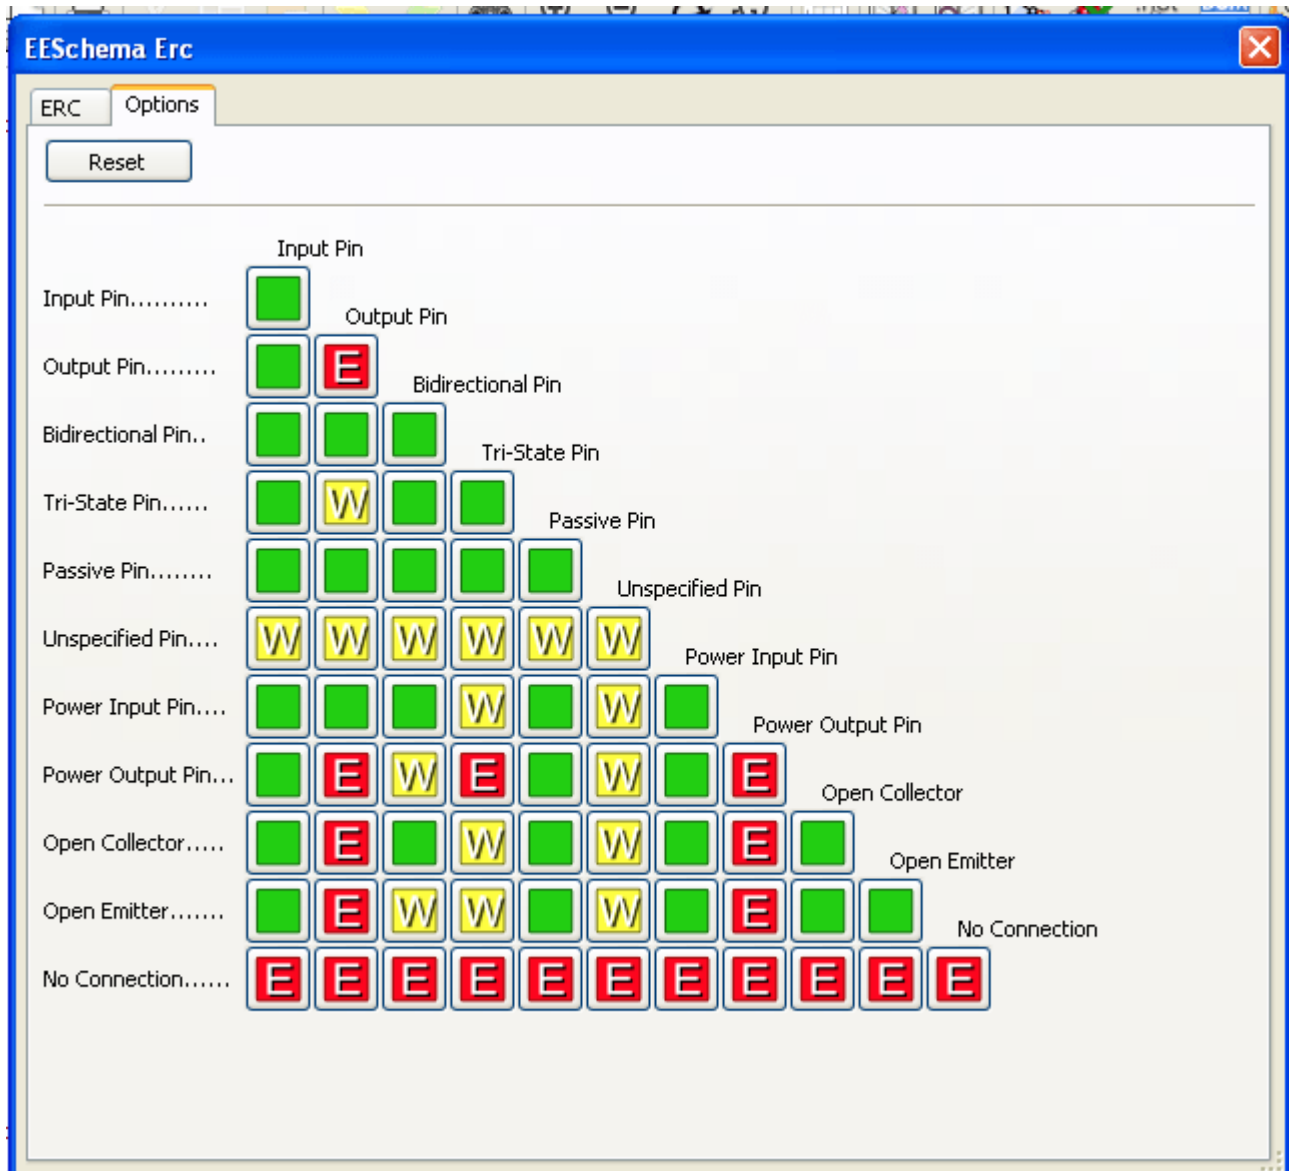 EESchema Erc
ERC Options
Reset
Input Pin
Input Pin..........
Output Pin
Output Pin.........
E
Bidirectional Pin
Bidirectional Pin..
Tri-State Pin
Tri-State Pin......
W
Passive Pin
Passive Pin........
Unspecified Pin
Unspecified Pin....
W W W W W W
Power Input Pin
Power Input Pin....
W W
Power Output Pin
Power Output Pin...
E W E W E
Open Collector
Open Collector.....
E W W E
Open Emitter
Open Emitter.......
E W W W E
No Connection
No Connection......
E E E E E E E E E E E